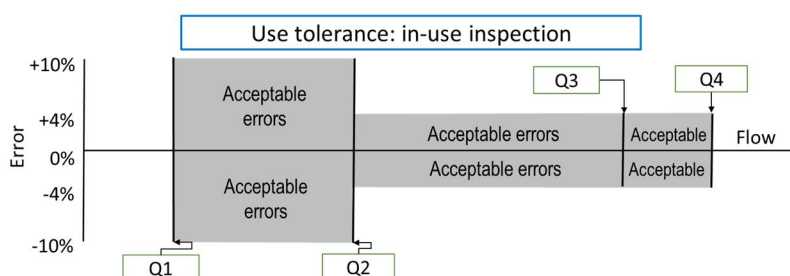 Use tolerance: in-use inspection
+10%
Acceptable
errors
Q3
Q4
+4%
Acceptable errors
Acceptable
Flow
Error
0%
Acceptable errors
Acceptable
-4%
Acceptable
errors
-10%
Q1
Q2